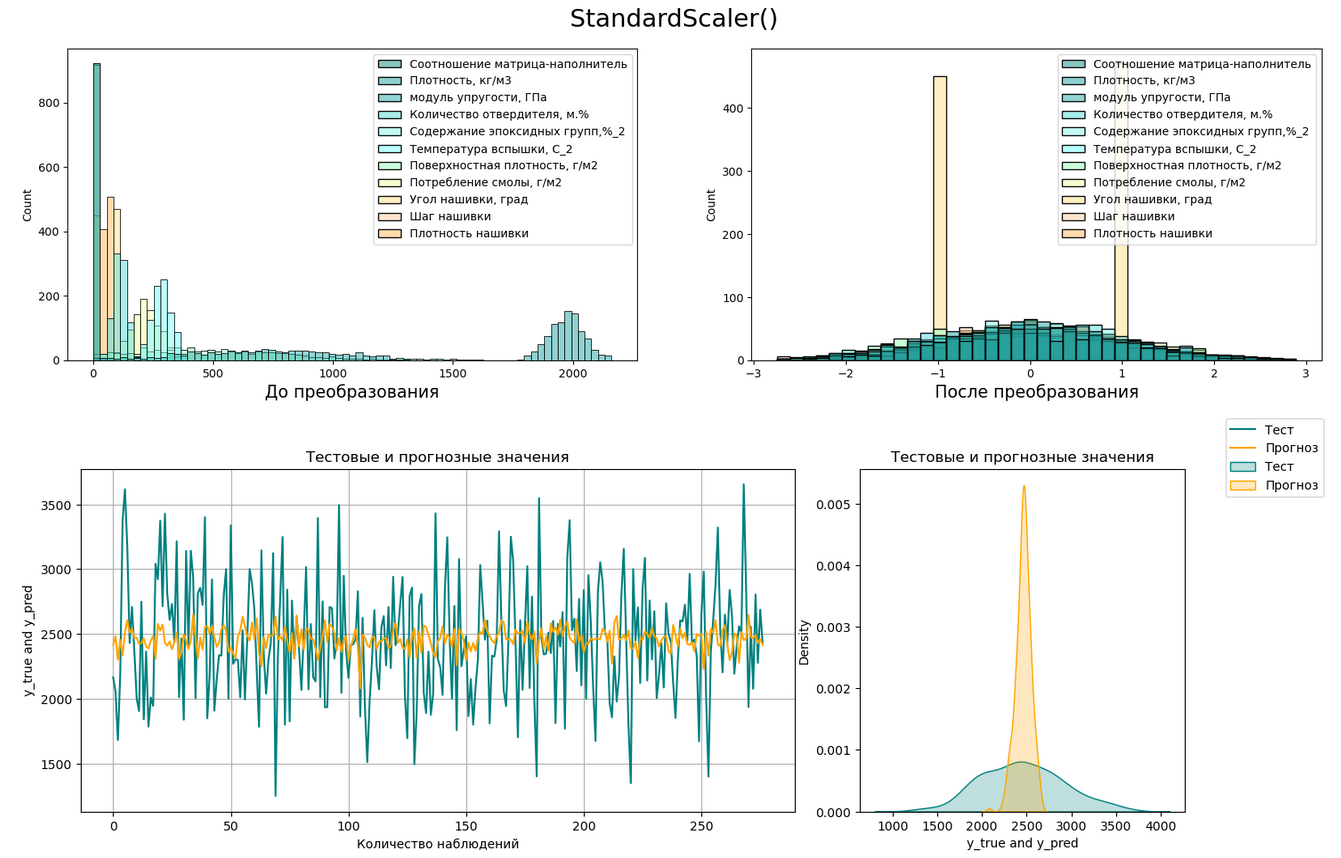 StandardScaler()
Соотношение матрица-наполнитель
Плотность, кг/м3
модуль упругости, ГПа
Количество отвердителя, м.%
Содержание эпоксидных групп,%_2
Температура вспышки, С_2
Поверхностная плотность, г/м2
Потребление смолы, г/м2
Угол нашивки, град
Шаг нашивки
Плотность нашивки
Count
800
600
400
200
0
0
500
1000
1500
2000
До преобразования
Соотношение матрица-наполнитель
Плотность, кг/м3
модуль упругости, ГПа
Количество отвердителя, м.%
Содержание эпоксидных групп,%_2
Температура вспышки, С_2
Поверхностная плотность, г/м2
Потребление смолы, г/м2
Угол нашивки, град
Шаг нашивки
Плотность нашивки
Count
400
300
200
100
0
−3
−2
−1
0
1
2
3
После преобразования
Тест
Прогноз
Тест
Прогноз
Тестовые и прогнозные значения
y_true and y_pred
3500
3000
2500
2000
1500
0
50
100
150
200
250
Количество наблюдений
Тестовые и прогнозные значения
Density
0.005
0.004
0.003
0.002
0.001
0.000
1000
1500
2000
2500
3000
3500
4000
y_true and y_pred